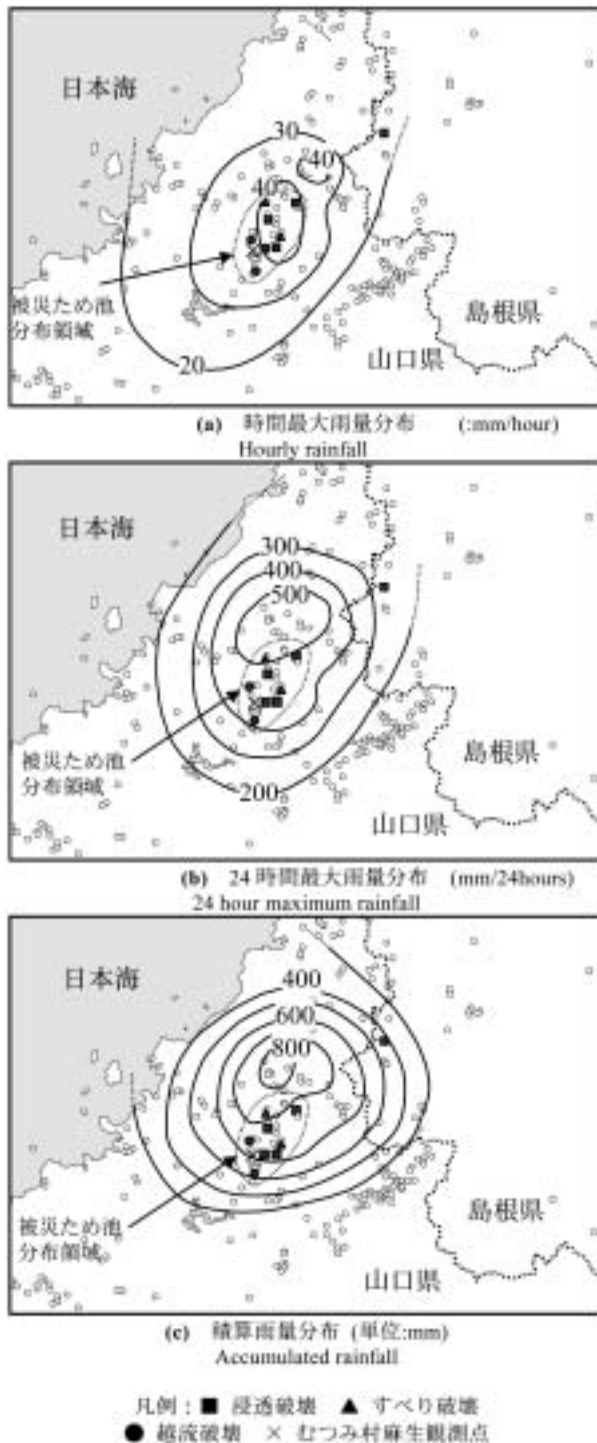 日本海
30
40
40
被災ため池
分布領域
島根県
20
山口県
(a) 時間最大雨量分布 (:mm/hour)
Hourly rainfall
日本海
300
400
500
被災ため池
分布領域
島根県
200
山口県
(b) 24時間最大雨量分布 (mm/24hours)
24 hour maximum rainfall
日本海
400
600
800
被災ため池
分布領域
島根県
山口県
(c) 積算雨量分布 (単位:mm)
Accumulated rainfall
凡例:■ 浸透破壊 ▲ すべり破壊
● 越流破壊 × むつみ村麻生観測点